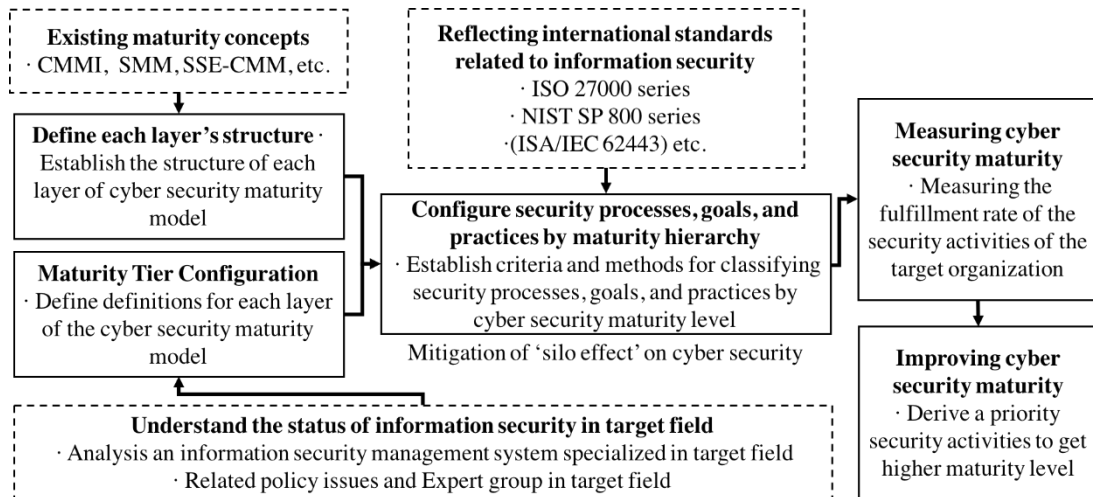 Existing maturity concepts
· CMMI, SMM, SSE-CMM, etc.
Define each layer's structure ·
Establish the structure of each
layer of cyber security maturity
model
Maturity Tier Configuration
· Define definitions for each layer
of the cyber security maturity
model
Understand the status of information security in target field
· Analysis an information security management system specialized in target field
· Related policy issues and Expert group in target field
Reflecting international standards
related to information security
· ISO 27000 series
· NIST SP 800 series
·(ISA/IEC 62443) etc.
Configure security processes, goals, and
practices by maturity hierarchy
· Establish criteria and methods for classifying
security processes, goals, and practices by
cyber security maturity level
Mitigation of 'silo effect' on cyber security
Measuring cyber
security maturity
· Measuring the
fulfillment rate of the
security activities of the
target organization
Improving cyber
security maturity
· Derive a priority
security activities to get
higher maturity level